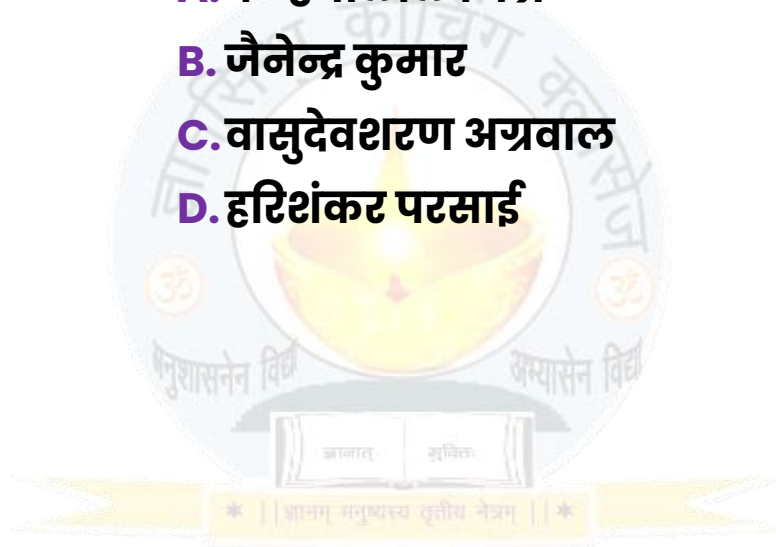 B. जैनेन्द्र कुमार
C. वासुदेवशरण अग्रवाल
D. हरिशंकर परसाई
कोचिंग क्लासेज
ॐ ॐ
अनुशासनेन विद्या अभ्यासेन विद्या
ज्ञानात् मुक्तिः
* ||ज्ञानम् मनुष्यस्य तृतीय नेत्रम् ||*